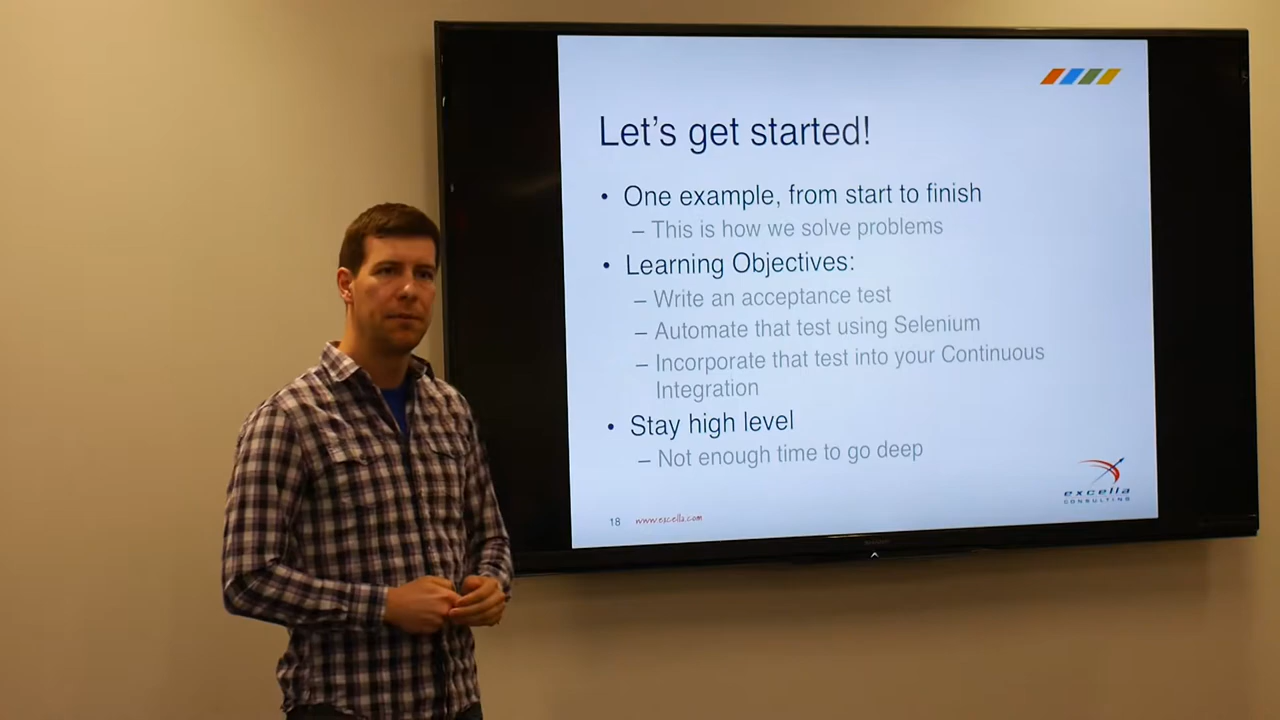 Let's get started!
• One example, from start to finish
– This is how we solve problems
• Learning Objectives:
– Write an acceptance test
– Automate that test using Selenium
– Incorporate that test into your Continuous
Integration
• Stay high level
– Not enough time to go deep
excella
CONSULTING
18 www.excella.com